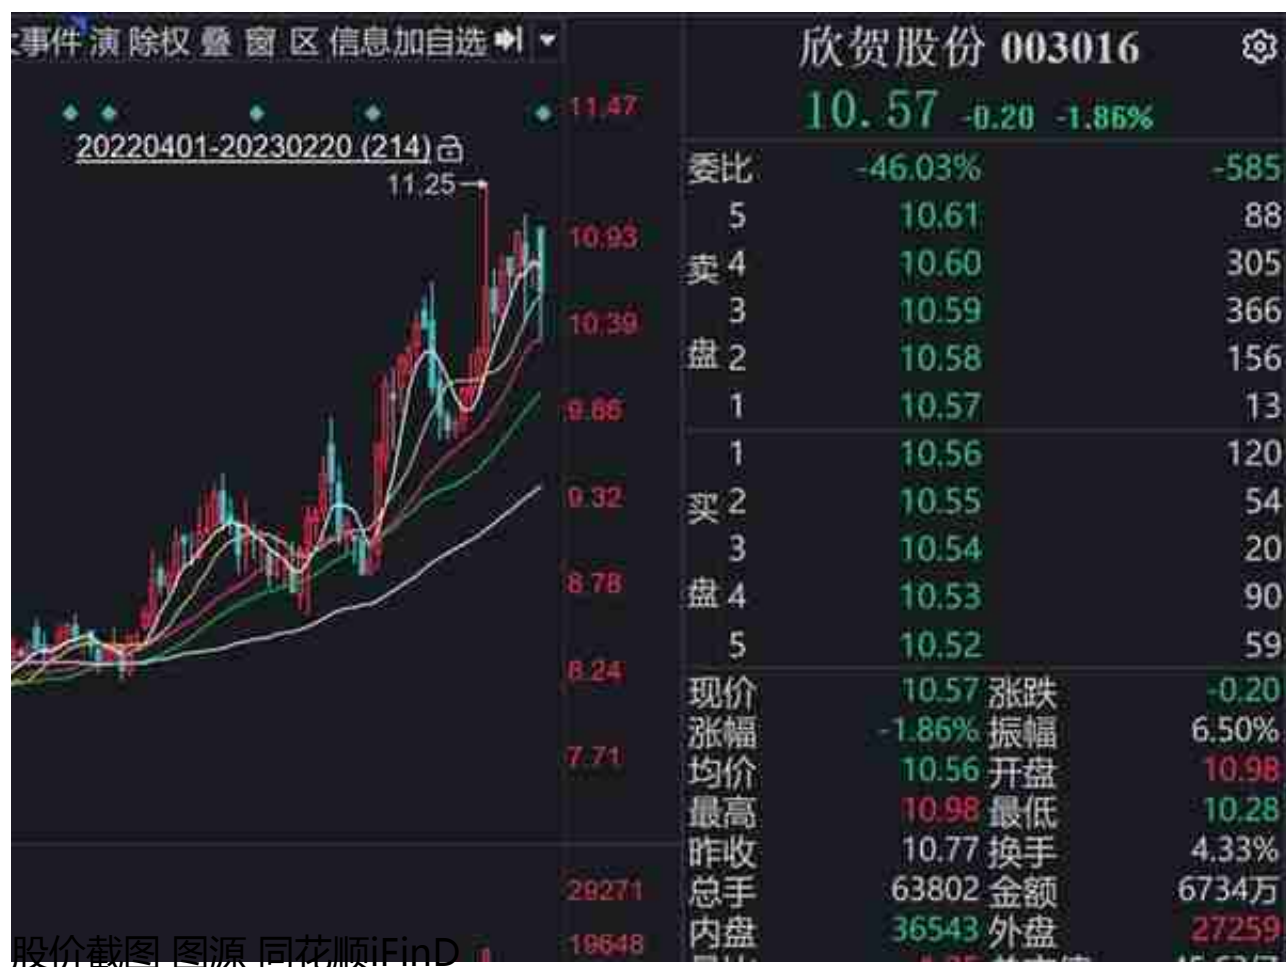 事件 演 除权 叠 窗 区 信息加自选
20220401-20230220 (214)
11.25
11.47
10.93
10.39
9.86
9.32
8.78
8.24
7.71
29271
19648
欣贺股份 003016
10.57 -0.20 -1.86%
委比 -46.03% -585
5 10.61 88
卖 4 10.60 305
3 10.59 366
盘 2 10.58 156
1 10.57 13
1 10.56 120
买 2 10.55 54
3 10.54 20
盘 4 10.53 90
5 10.52 59
现价 10.57 涨跌 -0.20
涨幅 -1.86% 振幅 6.50%
均价 10.56 开盘 10.98
最高 10.98 最低 10.28
昨收 10.77 换手 4.33%
总手 63802 金额 6734万
内盘 36543 外盘 27259
股价截图 图源 同花顺iFinD